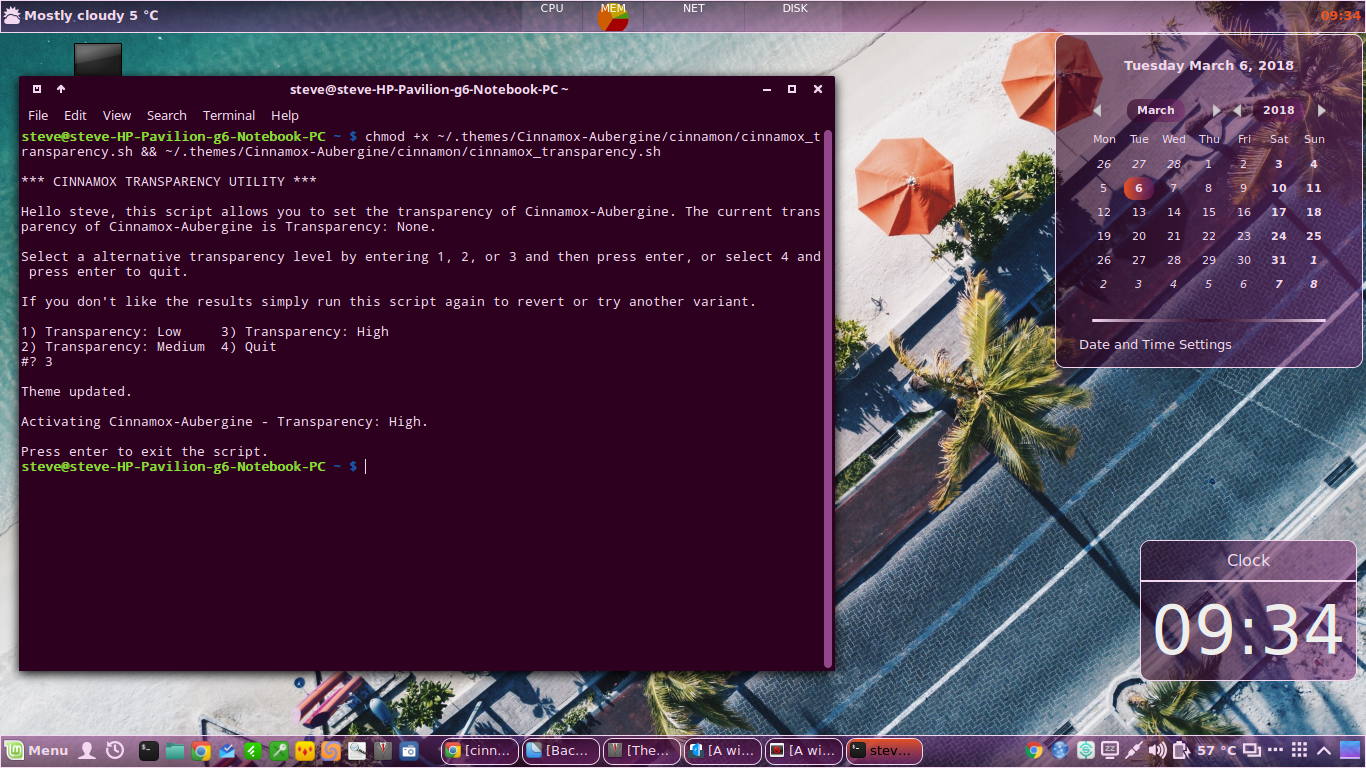 Mostly cloudy 5 °C
CPU
MEM
NET
DISK
09:34
steve@steve-HP-Pavilion-g6-Notebook-PC ~
File Edit View Search Terminal Help
steve@steve-HP-Pavilion-g6-Notebook-PC ~ $ chmod +x ~/.themes/Cinnamox-Aubergine/cinnamon/cinnamox_t
ransparency.sh && ~/.themes/Cinnamox-Aubergine/cinnamon/cinnamox_transparency.sh
*** CINNAMOX TRANSPARENCY UTILITY ***
Hello steve, this script allows you to set the transparency of Cinnamox-Aubergine. The current trans
parency of Cinnamox-Aubergine is Transparency: None.
Select a alternative transparency level by entering 1, 2, or 3 and then press enter, or select 4 and
press enter to quit.
If you don't like the results simply run this script again to revert or try another variant.
1) Transparency: Low 3) Transparency: High
2) Transparency: Medium 4) Quit
#? 3
Theme updated.
Activating Cinnamox-Aubergine - Transparency: High.
Press enter to exit the script.
steve@steve-HP-Pavilion-g6-Notebook-PC ~ $
Tuesday March 6, 2018
March 2018
Mon Tue Wed Thu Fri Sat Sun
26 27 28 1 2 3 4
5 6 7 8 9 10 11
12 13 14 15 16 17 18
19 20 21 22 23 24 25
26 27 28 29 30 31 1
2 3 4 5 6 7 8
Date and Time Settings
Clock
09:34
Menu
[cinn...
[Bac...
[The...
[A wi...
[A wi...
stev...
57 °C